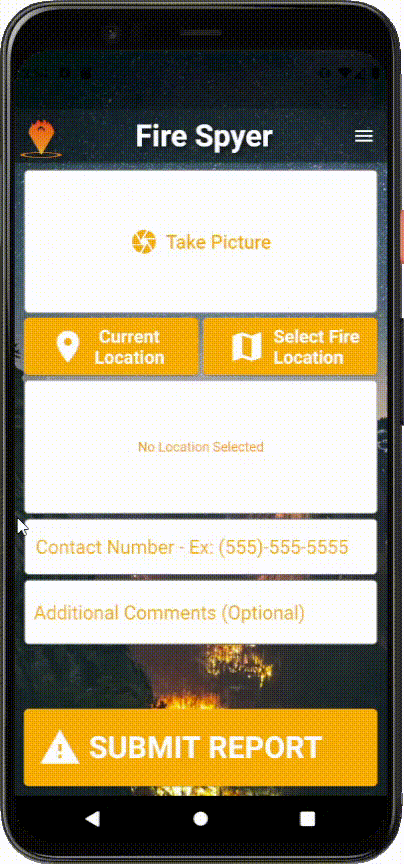 Fire Spyer
Take Picture
Current
Location
Select Fire
Location
No Location Selected
Contact Number - Ex: (555)-555-5555
Additional Comments (Optional)
SUBMIT REPORT